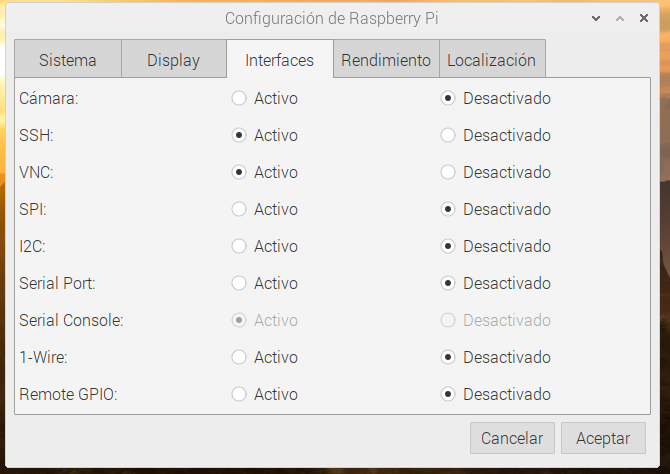 Configuración de Raspberry Pi
Sistema Display Interfaces Rendimiento Localización
Cámara: Activo Desactivado
SSH: Activo Desactivado
VNC: Activo Desactivado
SPI: Activo Desactivado
I2C: Activo Desactivado
Serial Port: Activo Desactivado
Serial Console: Activo Desactivado
1-Wire: Activo Desactivado
Remote GPIO: Activo Desactivado
Cancelar Aceptar